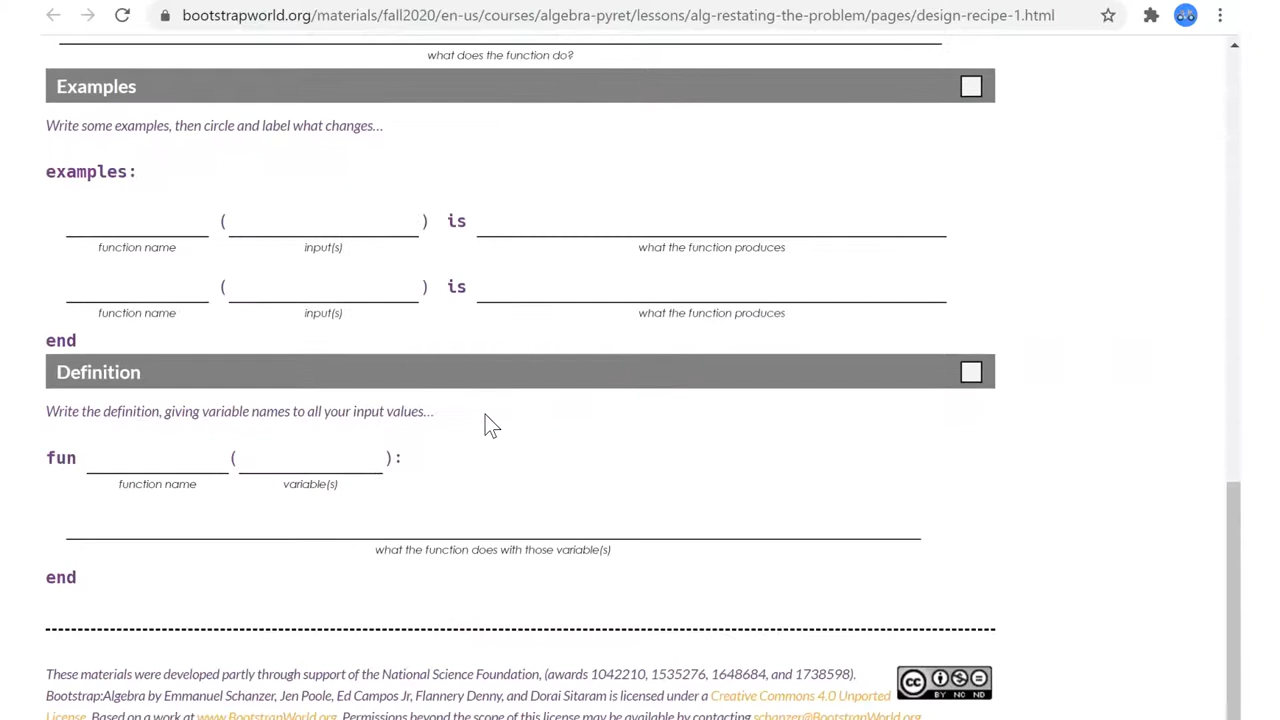 bootstrapworld.org/materials/fall2020/en-us/courses/algebra-pyret/lessons/alg-restating-the-problem/pages/design-recipe-1.html
what does the function do?
Examples
Write some examples, then circle and label what changes...
examples:
( ) is
function name input(s) what the function produces
( ) is
function name input(s) what the function produces
end
Definition
Write the definition, giving variable names to all your input values...
fun ( ):
function name variable(s)
what the function does with those variable(s)
end
These materials were developed partly through support of the National Science Foundation, (awards 1042210, 1535276, 1648684, and 1738598).
Bootstrap:Algebra by Emmanuel Schanzer, Jen Poole, Ed Campos Jr, Flannery Denny, and Dorai Sitaram is licensed under a Creative Commons 4.0 Unported
License. Based on a work at www.BootstrapWorld.org. Permissions beyond the scope of this license may be available by contacting schanzer@BootstrapWorld.org
cc BY NC ND